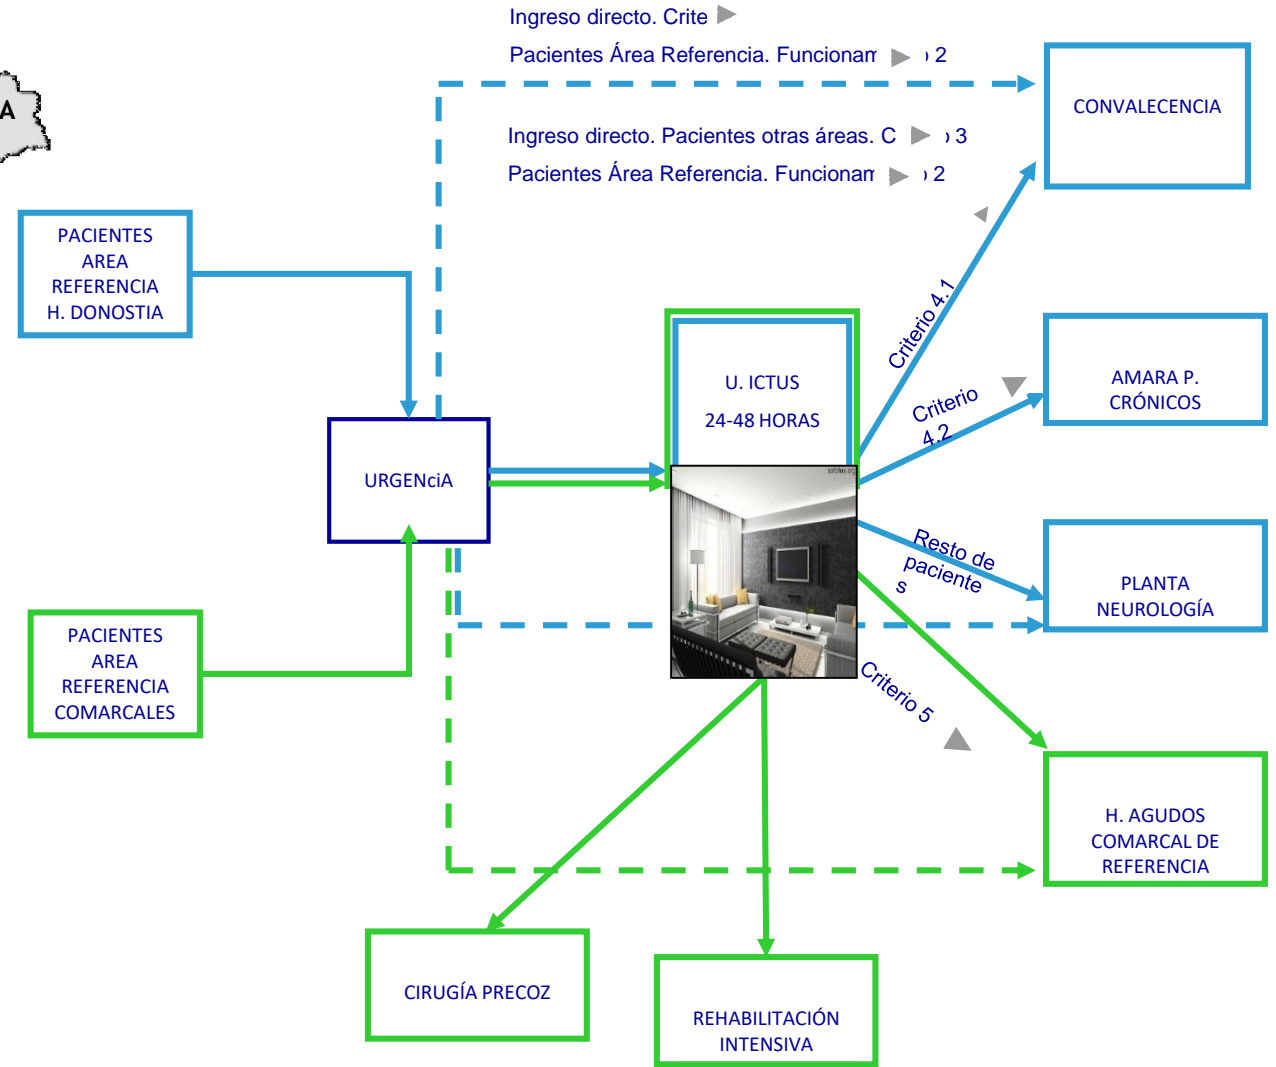 Ingreso directo. Crite
Pacientes Área Referencia. Funcionam 2
CONVALECENCIA
A
Ingreso directo. Pacientes otras áreas. C 3
Pacientes Área Referencia. Funcionam 2
PACIENTES
AREA
REFERENCIA
H. DONOSTIA
Criterio 4.1
U. ICTUS
24-48 HORAS
AMARA P.
CRÓNICOS
Criterio
4.2
URGENciA
Resto de
paciente
s
PLANTA
NEUROLOGÍA
PACIENTES
AREA
REFERENCIA
COMARCALES
Criterio 5
H. AGUDOS
COMARCAL DE
REFERENCIA
CIRUGÍA PRECOZ
REHABILITACIÓN
INTENSIVA